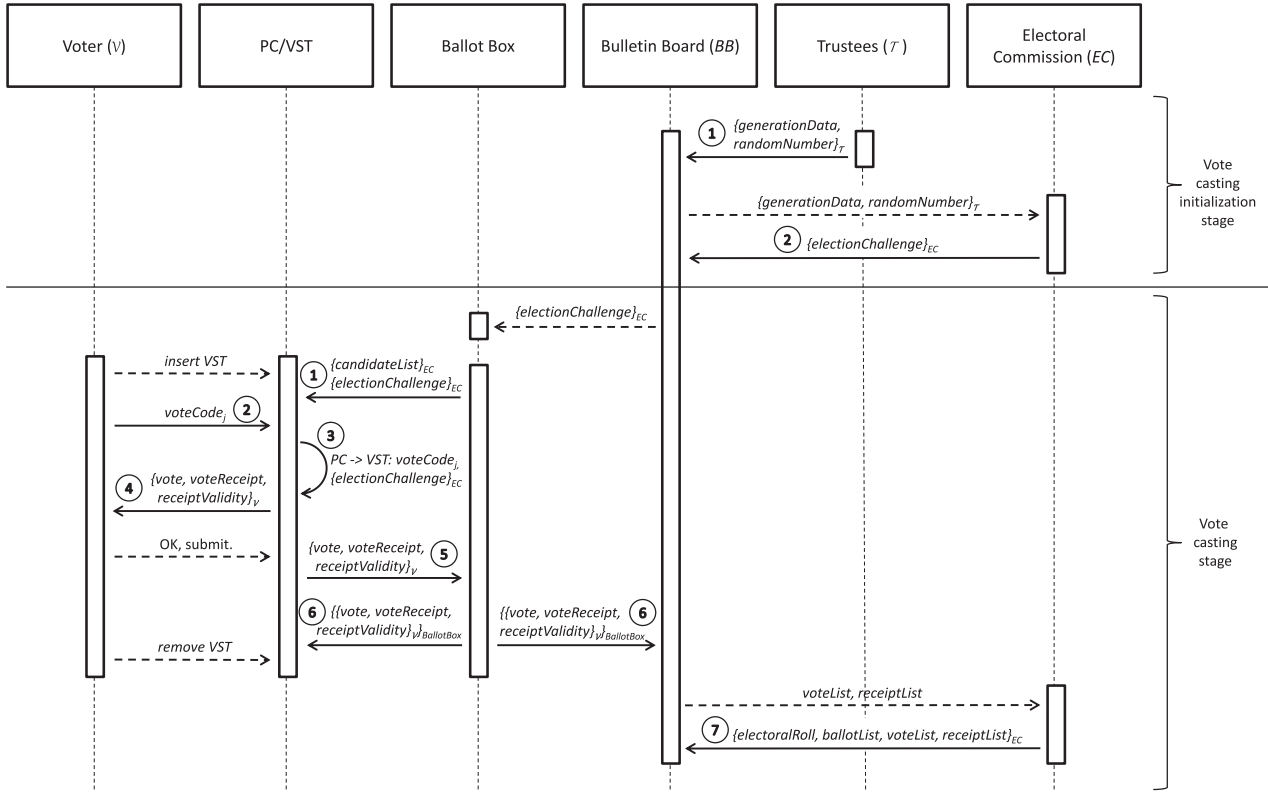 Voter (V)
PC/VST
Ballot Box
Bulletin Board (BB)
Trustees (T)
Electoral
Commission (EC)
1
{generationData,
randomNumber}T
{generationData, randomNumber}T
2
{electionChallenge}EC
Vote
casting
initialization
stage
{electionChallenge}EC
insert VST
1
{candidateList}EC
{electionChallenge}EC
voteCodej
2
3
PC -> VST: voteCodej,
{electionChallenge}EC
4
{vote, voteReceipt,
receiptValidity}V
OK, submit.
{vote, voteReceipt,
receiptValidity}V
5
6
{{vote, voteReceipt,
receiptValidity}V}BallotBox
{{vote, voteReceipt,
receiptValidity}V}BallotBox
6
remove VST
voteList, receiptList
7
{electoralRoll, ballotList, voteList, receiptList}EC
Vote
casting
stage